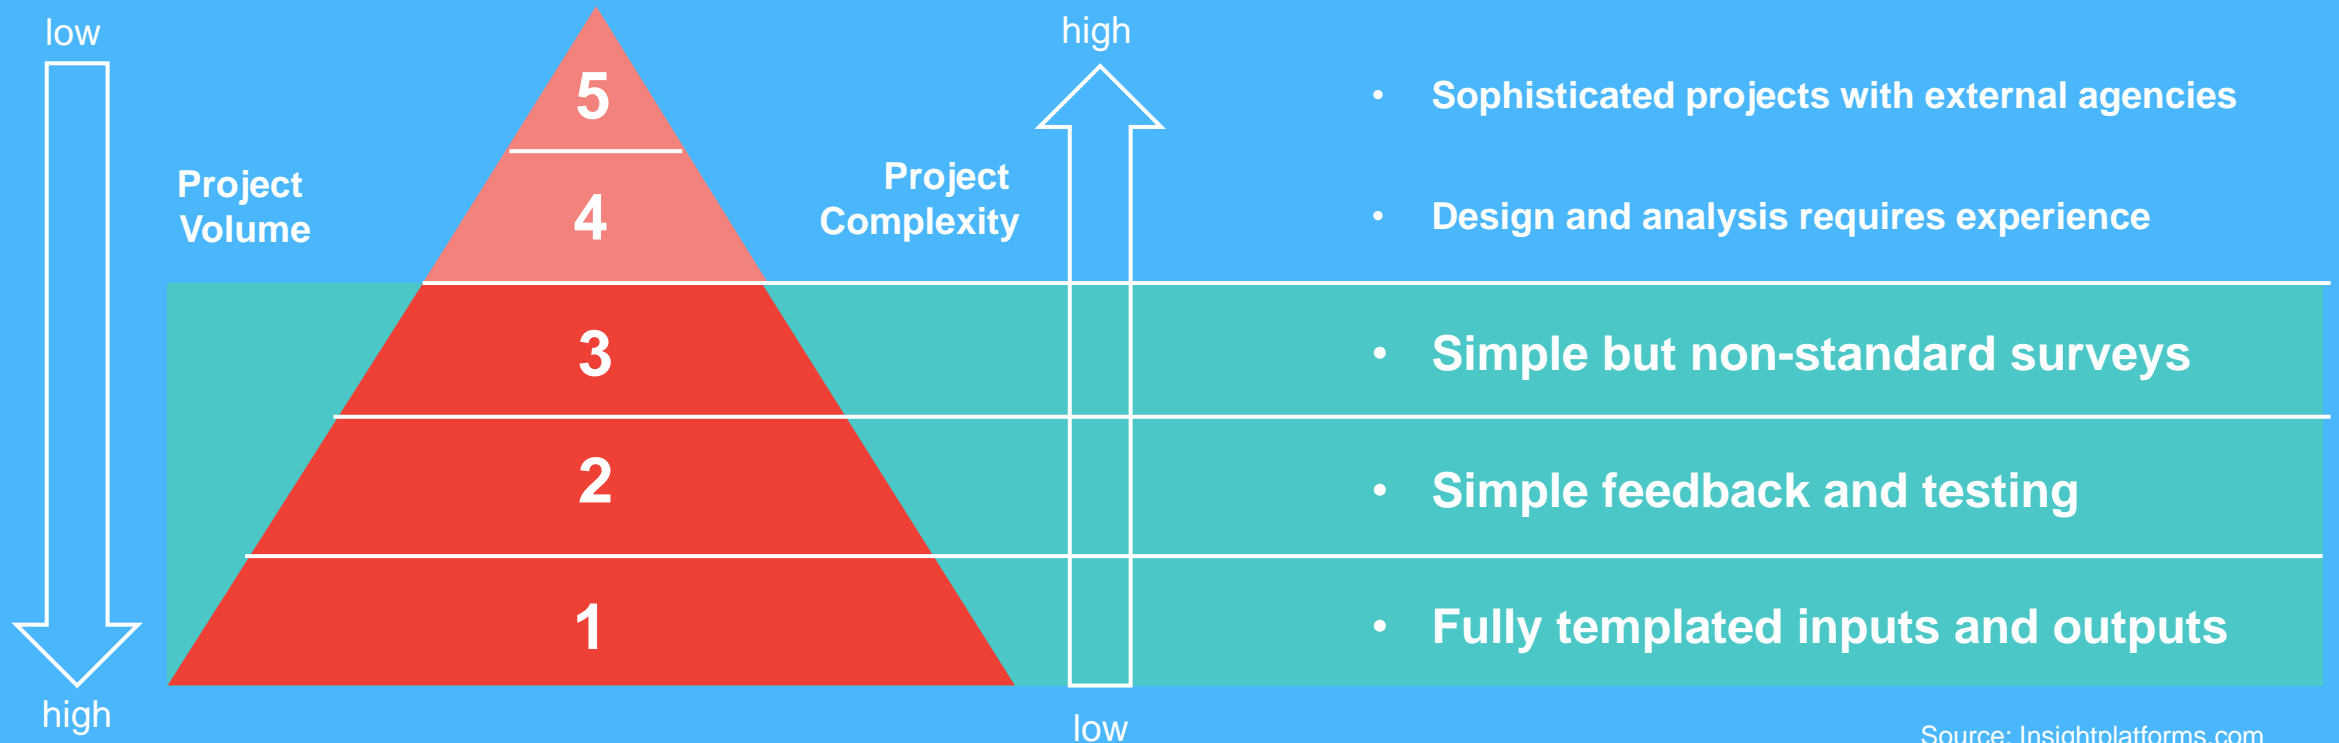 low
high
5
Sophisticated projects with external agencies
Project
Volume
4
Project
Complexity
Design and analysis requires experience
3
Simple but non-standard surveys
2
Simple feedback and testing
1
Fully templated inputs and outputs
high
low
Source: Insightplatforms.com